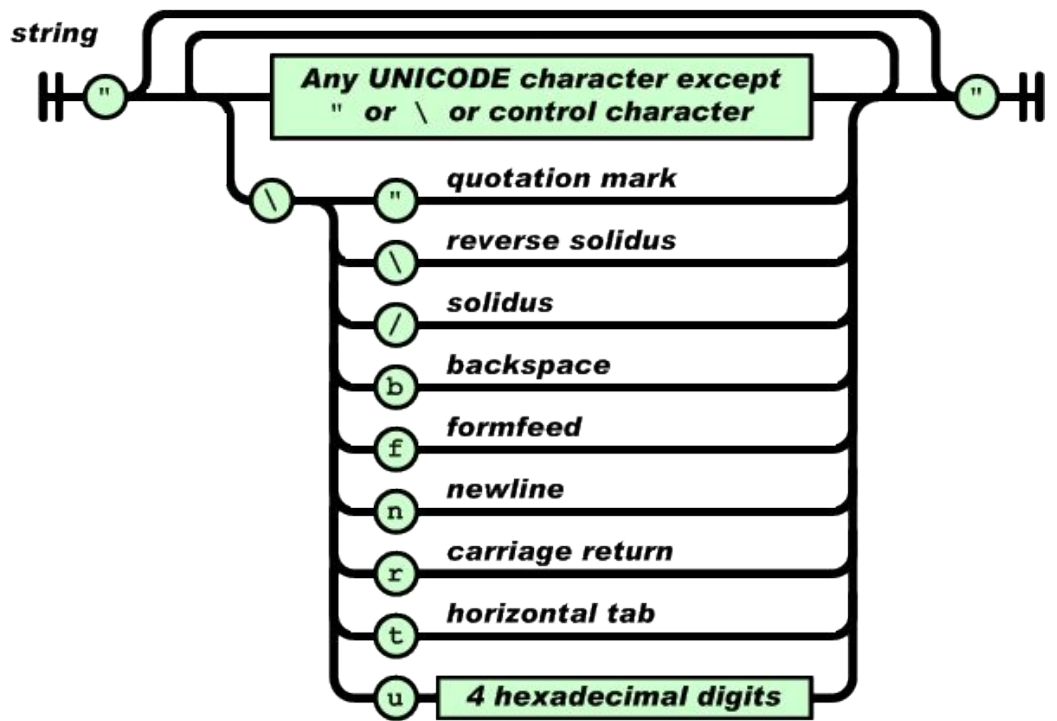 string
"
Any UNICODE character except
" or \ or control character
"
\
" quotation mark
\ reverse solidus
/ solidus
b backspace
f formfeed
n newline
r carriage return
t horizontal tab
u 4 hexadecimal digits